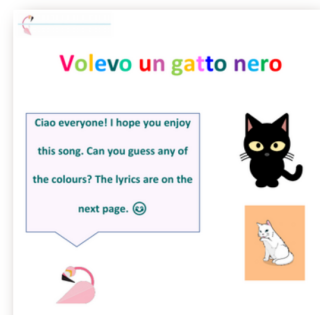 Volevo un gatto nero
Ciao everyone! I hope you enjoy
this song. Can you guess any of
the colours? The lyrics are on the
next page. 😃